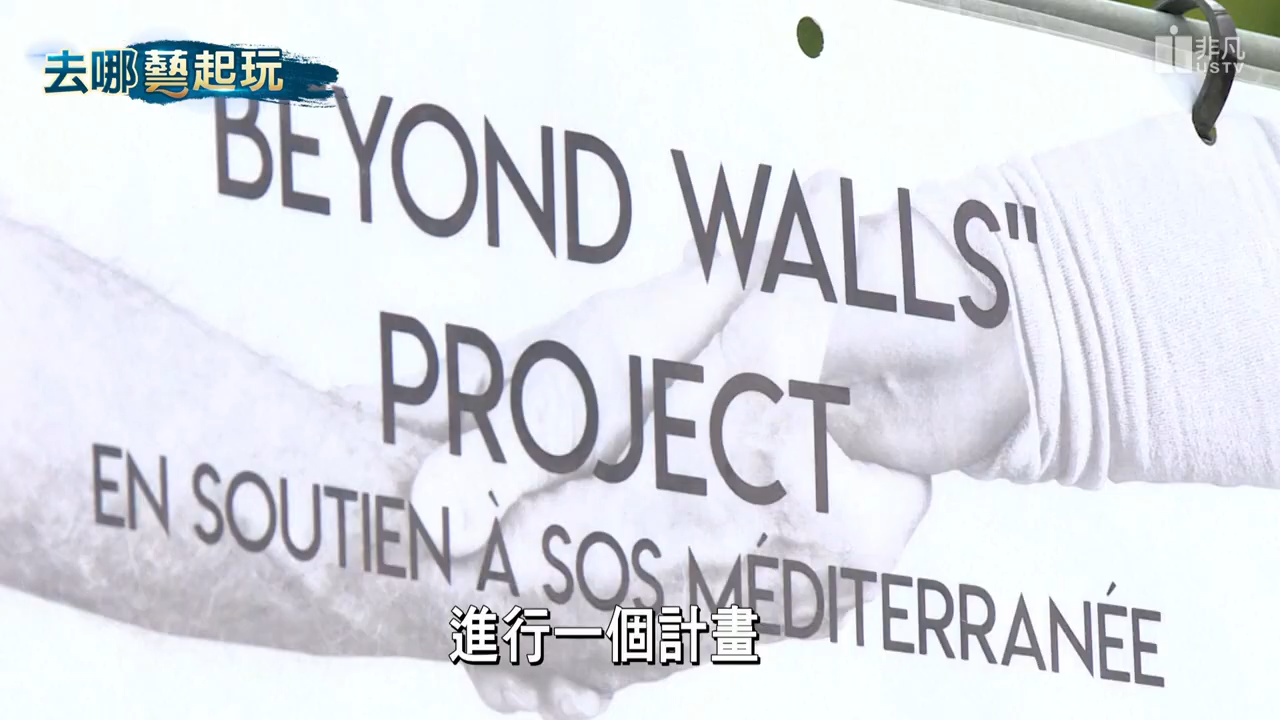 去哪藝起玩
非凡
USTV
BEYOND WALLS"
PROJECT
EN SOUTIEN À SOS MÉDITERRANÉE
進行一個計畫